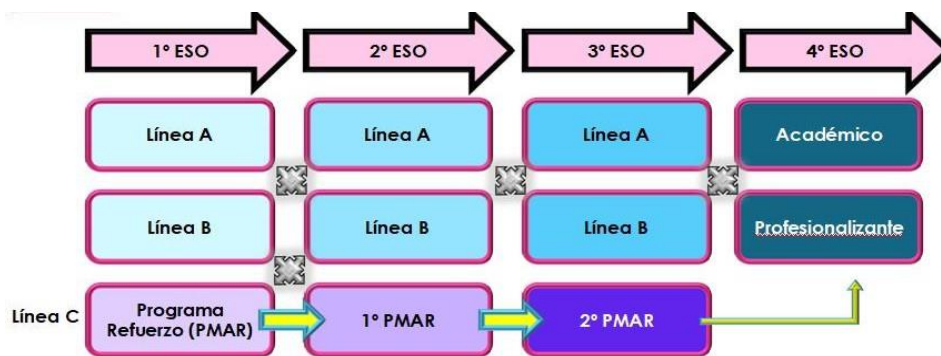 1º ESO
2º ESO
3º ESO
4º ESO
Línea A
Línea A
Línea A
Académico
Línea B
Línea B
Línea B
Profesionalizante
Línea C
Programa
Refuerzo (PMAR)
1º PMAR
2º PMAR